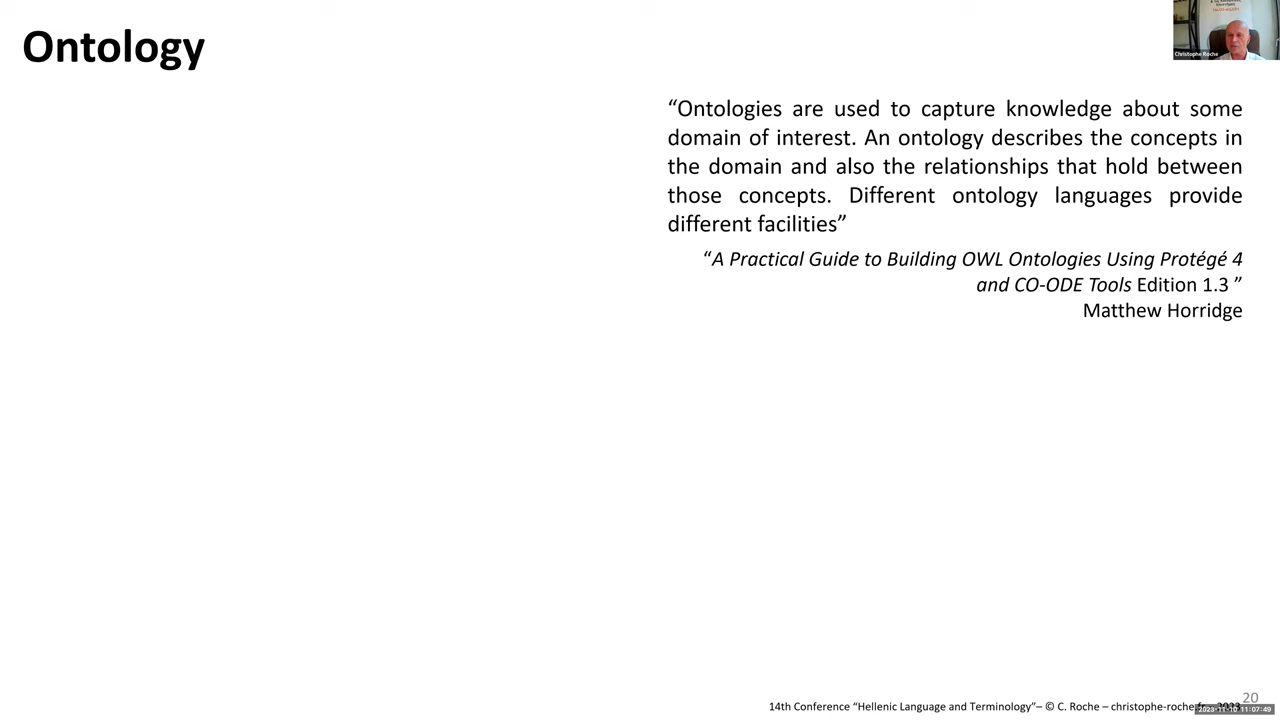 Ontology
Christophe Roche
“Ontologies are used to capture knowledge about some
domain of interest. An ontology describes the concepts in
the domain and also the relationships that hold between
those concepts. Different ontology languages provide
different facilities”
“A Practical Guide to Building OWL Ontologies Using Protégé 4
and CO-ODE Tools Edition 1.3 ”
Matthew Horridge
20
14th Conference “Hellenic Language and Terminology”– © C. Roche – christophe-roche